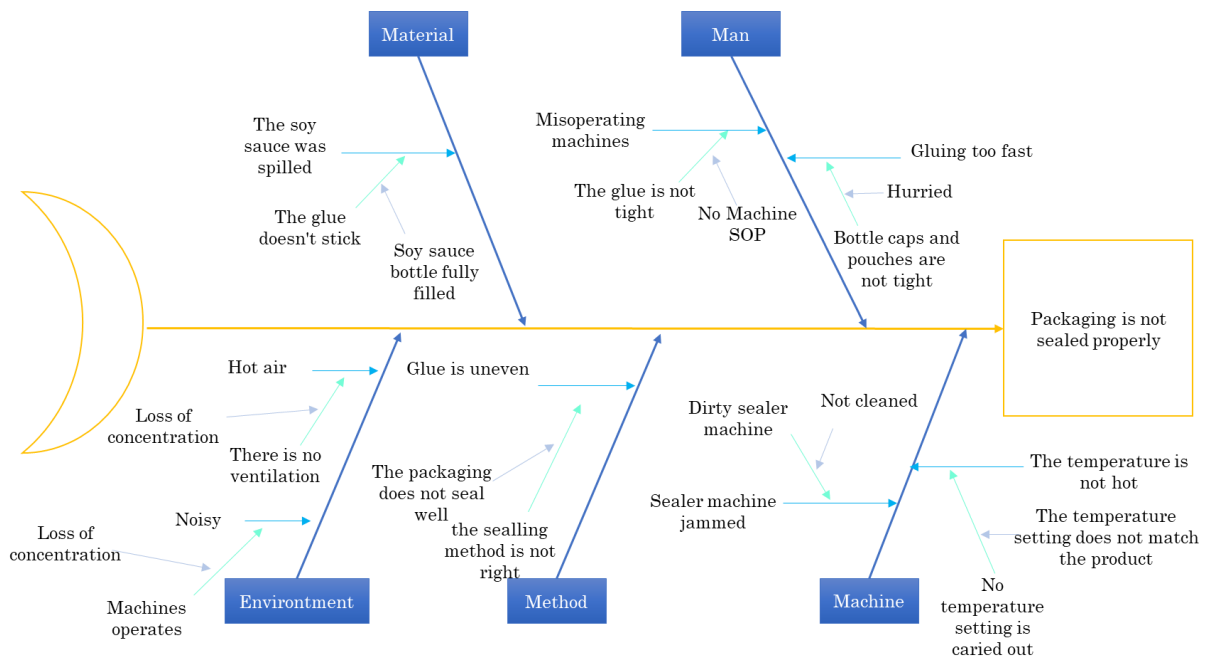 Material
Man
The soy
sauce was
spilled
Misoperating
machines
Gluing too fast
The glue
doesn't stick
The glue is not
tight
Hurried
No Machine
SOP
Soy sauce
bottle fully
filled
Bottle caps and
pouches are
not tight
Packaging is not
sealed properly
Hot air
Glue is uneven
Loss of
concentration
Dirty sealer
machine
Not cleaned
There is no
ventilation
The packaging
does not seal
well
The temperature is
not hot
Noisy
Sealer machine
jammed
Loss of
concentration
the sealling
method is not
right
The temperature
setting does not match
the product
Machines
operates
Environtment
Method
Machine
No
temperature
setting is
caried out